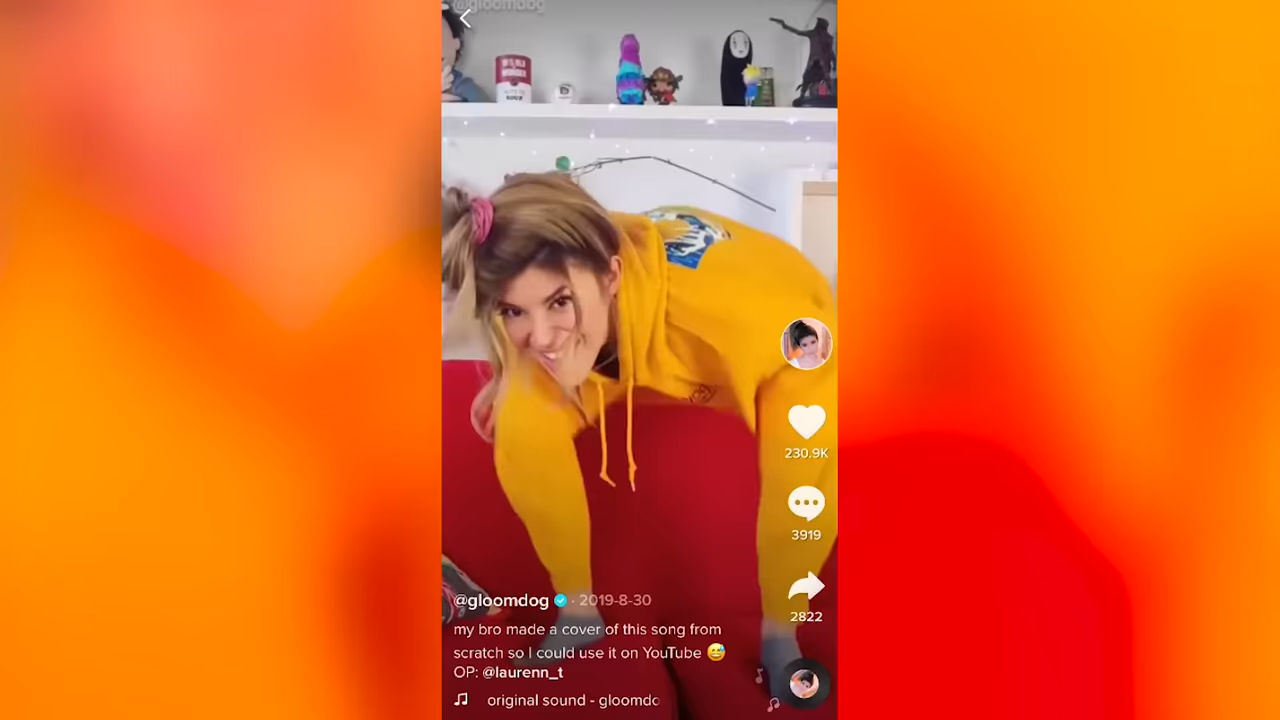 @gloomdog
230.9K
3919
2822
@gloomdog · 2019-8-30
my bro made a cover of this song from
scratch so I could use it on YouTube 😅
OP: @laurenn_t
original sound - gloomdo